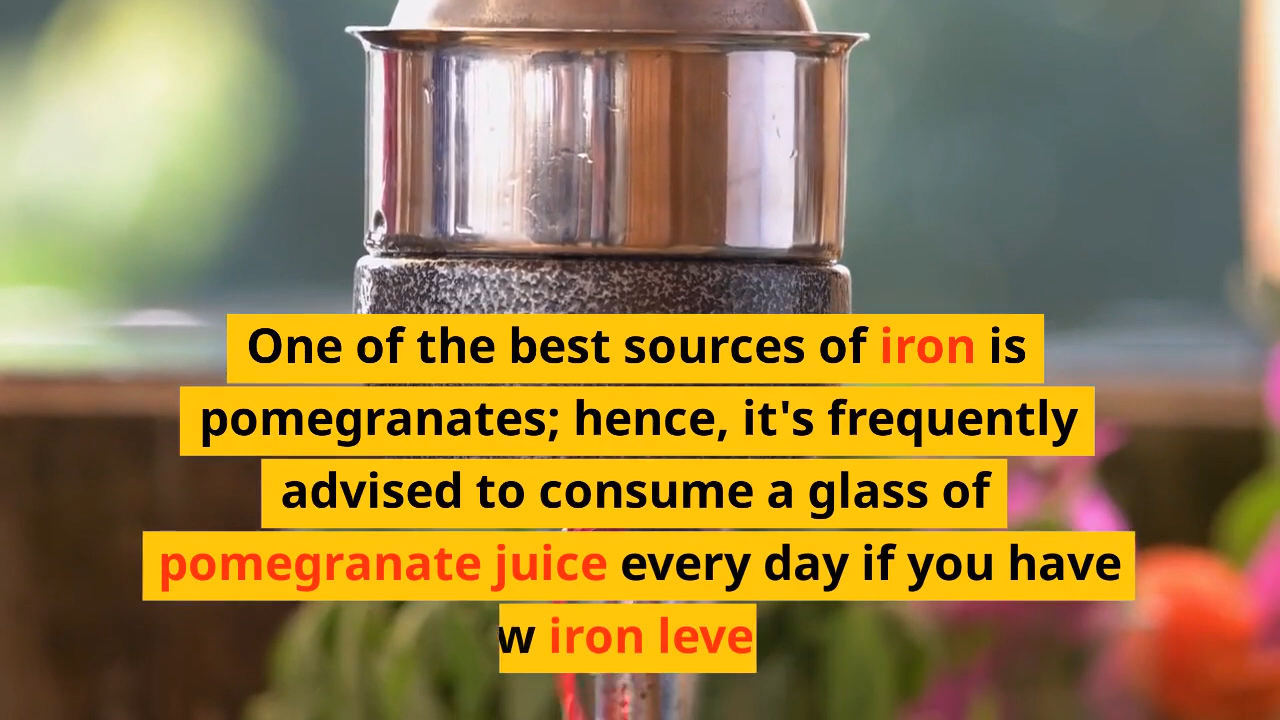 One of the best sources of iron is
pomegranates; hence, it's frequently
advised to consume a glass of
pomegranate juice every day if you have
w iron leve